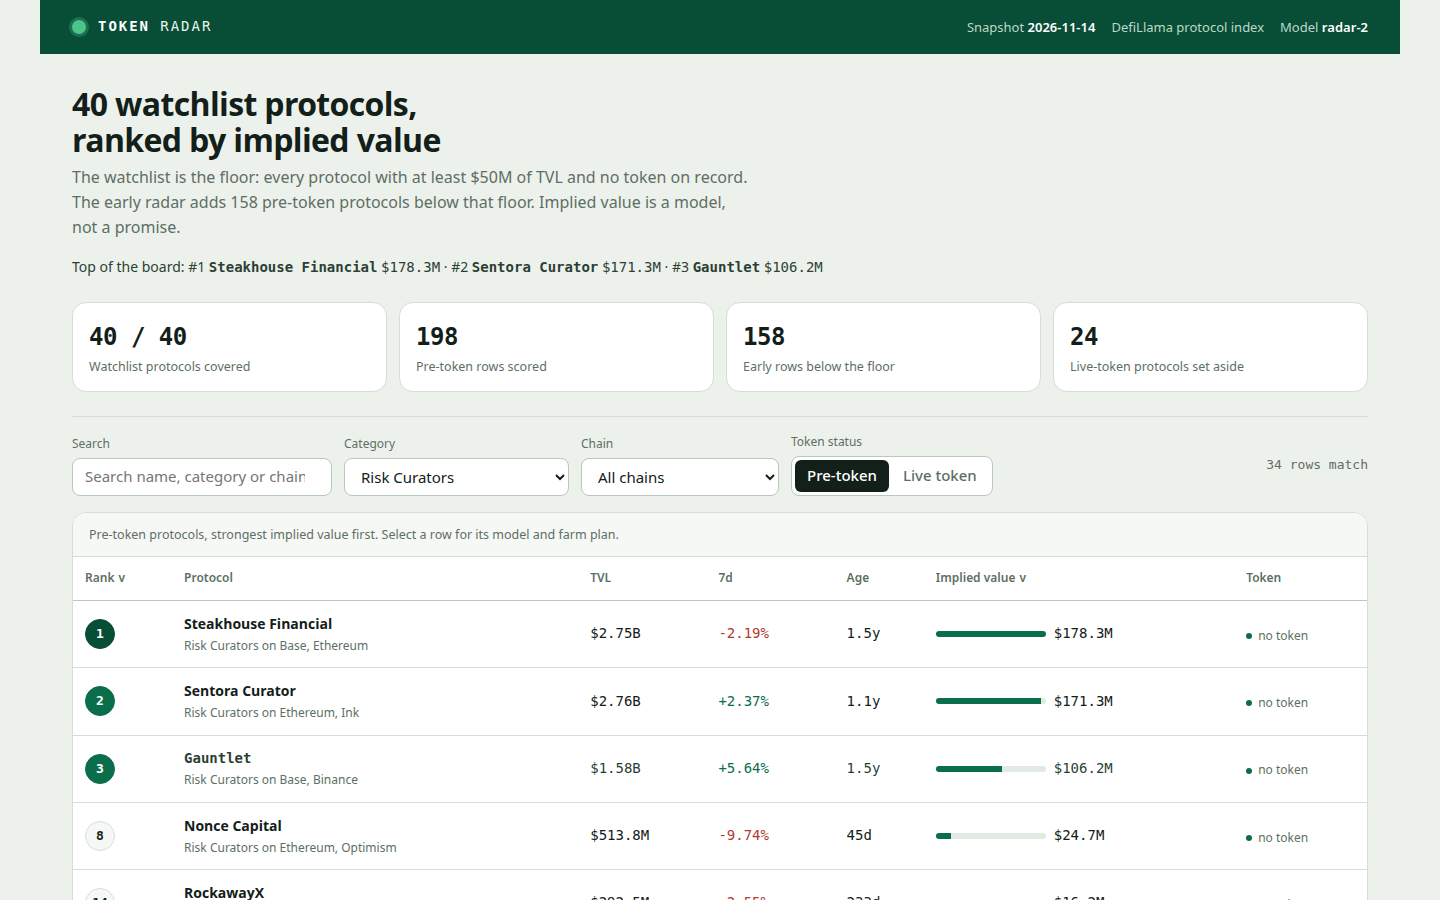 TOKEN RADAR
Snapshot 2026-11-14 DefiLlama protocol index Model radar-2
40 watchlist protocols,
ranked by implied value
The watchlist is the floor: every protocol with at least $50M of TVL and no token on record.
The early radar adds 158 pre-token protocols below that floor. Implied value is a model,
not a promise.
Top of the board: #1 Steakhouse Financial $178.3M · #2 Sentora Curator $171.3M · #3 Gauntlet $106.2M
40 / 40
Watchlist protocols covered
198
Pre-token rows scored
158
Early rows below the floor
24
Live-token protocols set aside
Search
Category
Chain
Token status
Search name, category or chain
Risk Curators
All chains
Pre-token Live token
34 rows match
Pre-token protocols, strongest implied value first. Select a row for its model and farm plan.
Rank v Protocol TVL 7d Age Implied value v Token
1 Steakhouse Financial $2.75B -2.19% 1.5y $178.3M no token
Risk Curators on Base, Ethereum
2 Sentora Curator $2.76B +2.37% 1.1y $171.3M no token
Risk Curators on Ethereum, Ink
3 Gauntlet $1.58B +5.64% 1.5y $106.2M no token
Risk Curators on Base, Binance
8 Nonce Capital $513.8M -9.74% 45d $24.7M no token
Risk Curators on Ethereum, Optimism
RockawayX